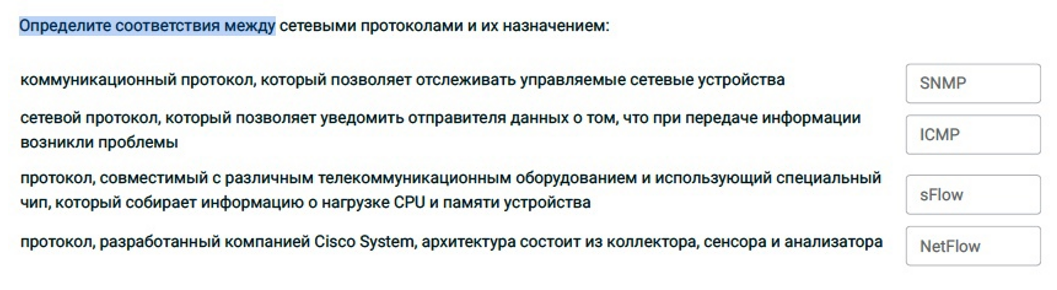 Определите соответствия между сетевыми протоколами и их назначением:
коммуникационный протокол, который позволяет отслеживать управляемые сетевые устройства
SNMP
сетевой протокол, который позволяет уведомить отправителя данных о том, что при передаче информации
возникли проблемы
ICMP
протокол, совместимый с различным телекоммуникационным оборудованием и использующий специальный
чип, который собирает информацию о нагрузке CPU и памяти устройства
sFlow
протокол, разработанный компанией Cisco System, архитектура состоит из коллектора, сенсора и анализатора
NetFlow